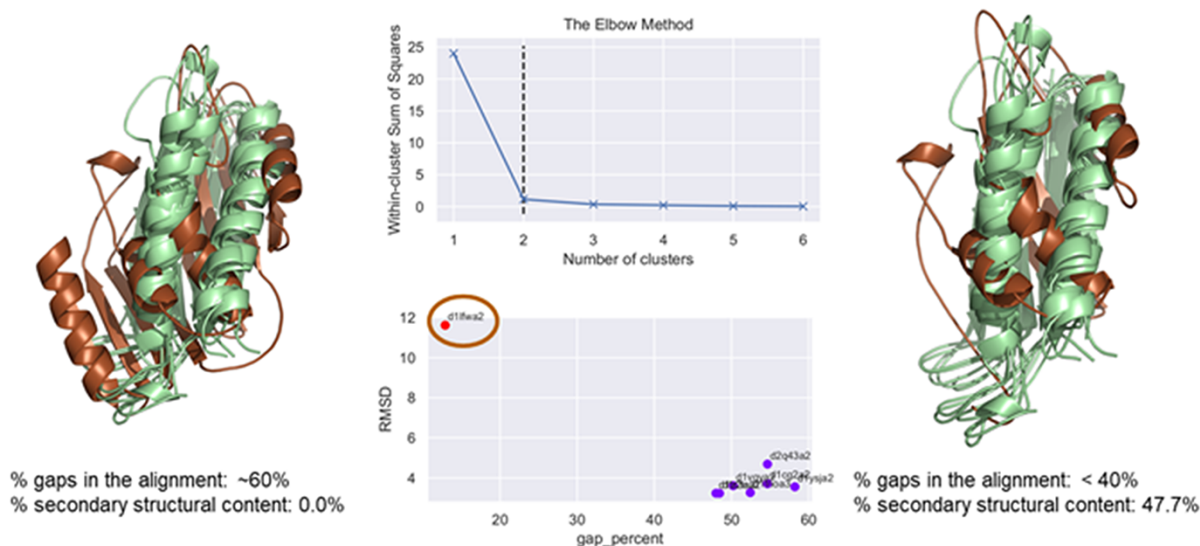 The Elbow Method
Within-cluster Sum of Squares
25
20
15
10
5
0
1 2 3 4 5 6
Number of clusters
d1lfwa2
RMSD
12
10
8
6
4
d2q43a2
d1cg2a2
d1ysja2
20 30 40 50 60
gap_percent
% gaps in the alignment: ~60%
% secondary structural content: 0.0%
% gaps in the alignment: < 40%
% secondary structural content: 47.7%